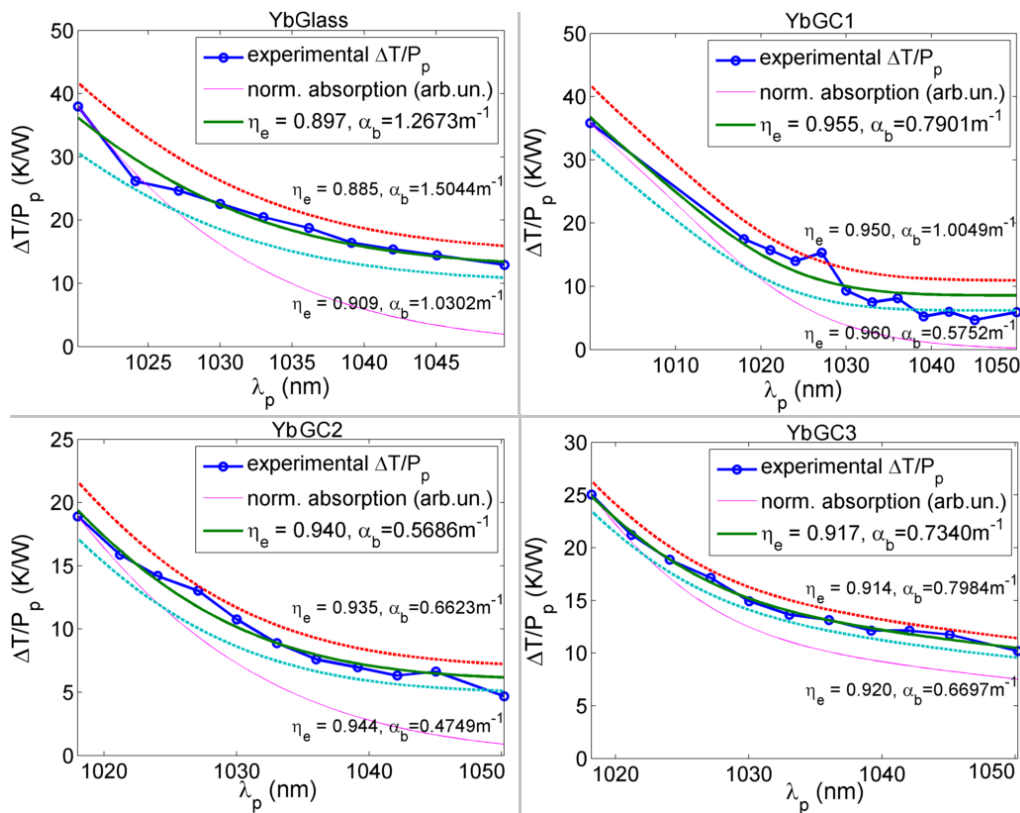 YbGlass
50
40
30
20
10
0
ΔT/Pp (K/W)
experimental ΔT/Pp
norm. absorption (arb.un.)
ηe = 0.897, αb=1.2673m-1
ηe = 0.885, αb=1.5044m-1
ηe = 0.909, αb=1.0302m-1
1025 1030 1035 1040 1045
λp (nm)
YbGC1
50
40
30
20
10
0
ΔT/Pp (K/W)
experimental ΔT/Pp
norm. absorption (arb.un.)
ηe = 0.955, αb=0.7901m-1
ηe = 0.950, αb=1.0049m-1
ηe = 0.960, αb=0.5752m-1
1010 1020 1030 1040 1050
λp (nm)
YbGC2
25
20
15
10
5
0
ΔT/Pp (K/W)
experimental ΔT/Pp
norm. absorption (arb.un.)
ηe = 0.940, αb=0.5686m-1
ηe = 0.935, αb=0.6623m-1
ηe = 0.944, αb=0.4749m-1
1020 1030 1040 1050
λp (nm)
YbGC3
30
25
20
15
10
5
0
ΔT/Pp (K/W)
experimental ΔT/Pp
norm. absorption (arb.un.)
ηe = 0.917, αb=0.7340m-1
ηe = 0.914, αb=0.7984m-1
ηe = 0.920, αb=0.6697m-1
1020 1030 1040 1050
λp (nm)